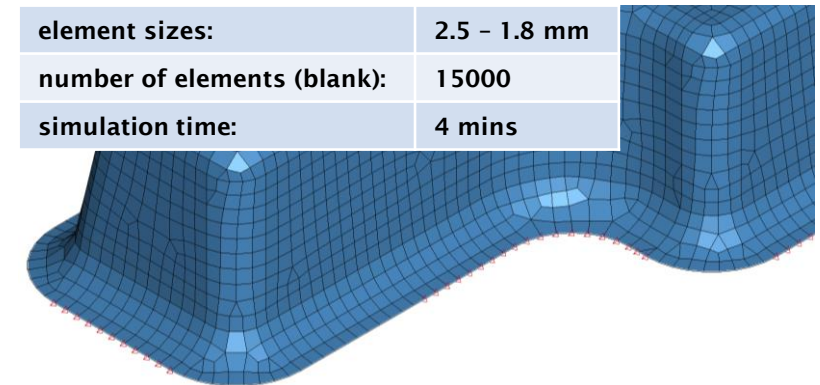 element sizes: 2.5 – 1.8 mm
number of elements (blank): 15000
simulation time: 4 mins